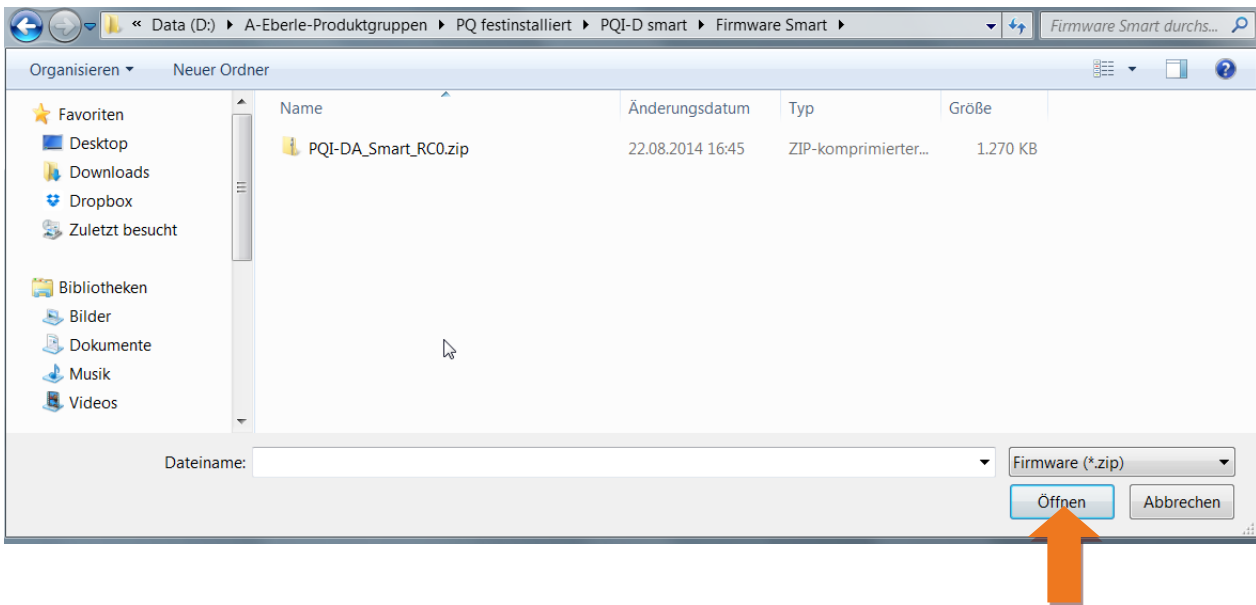 « Data (D:) A-Eberle-Produktgruppen PQ festinstalliert PQI-D smart Firmware Smart Firmware Smart durchs...
Organisieren Neuer Ordner
Favoriten
Desktop
Downloads
Dropbox
Zuletzt besucht
Bibliotheken
Bilder
Dokumente
Musik
Videos
Name Änderungsdatum Typ Größe
PQI-DA_Smart_RC0.zip 22.08.2014 16:45 ZIP-komprimierter... 1.270 KB
Dateiname: Firmware (*.zip)
Öffnen Abbrechen